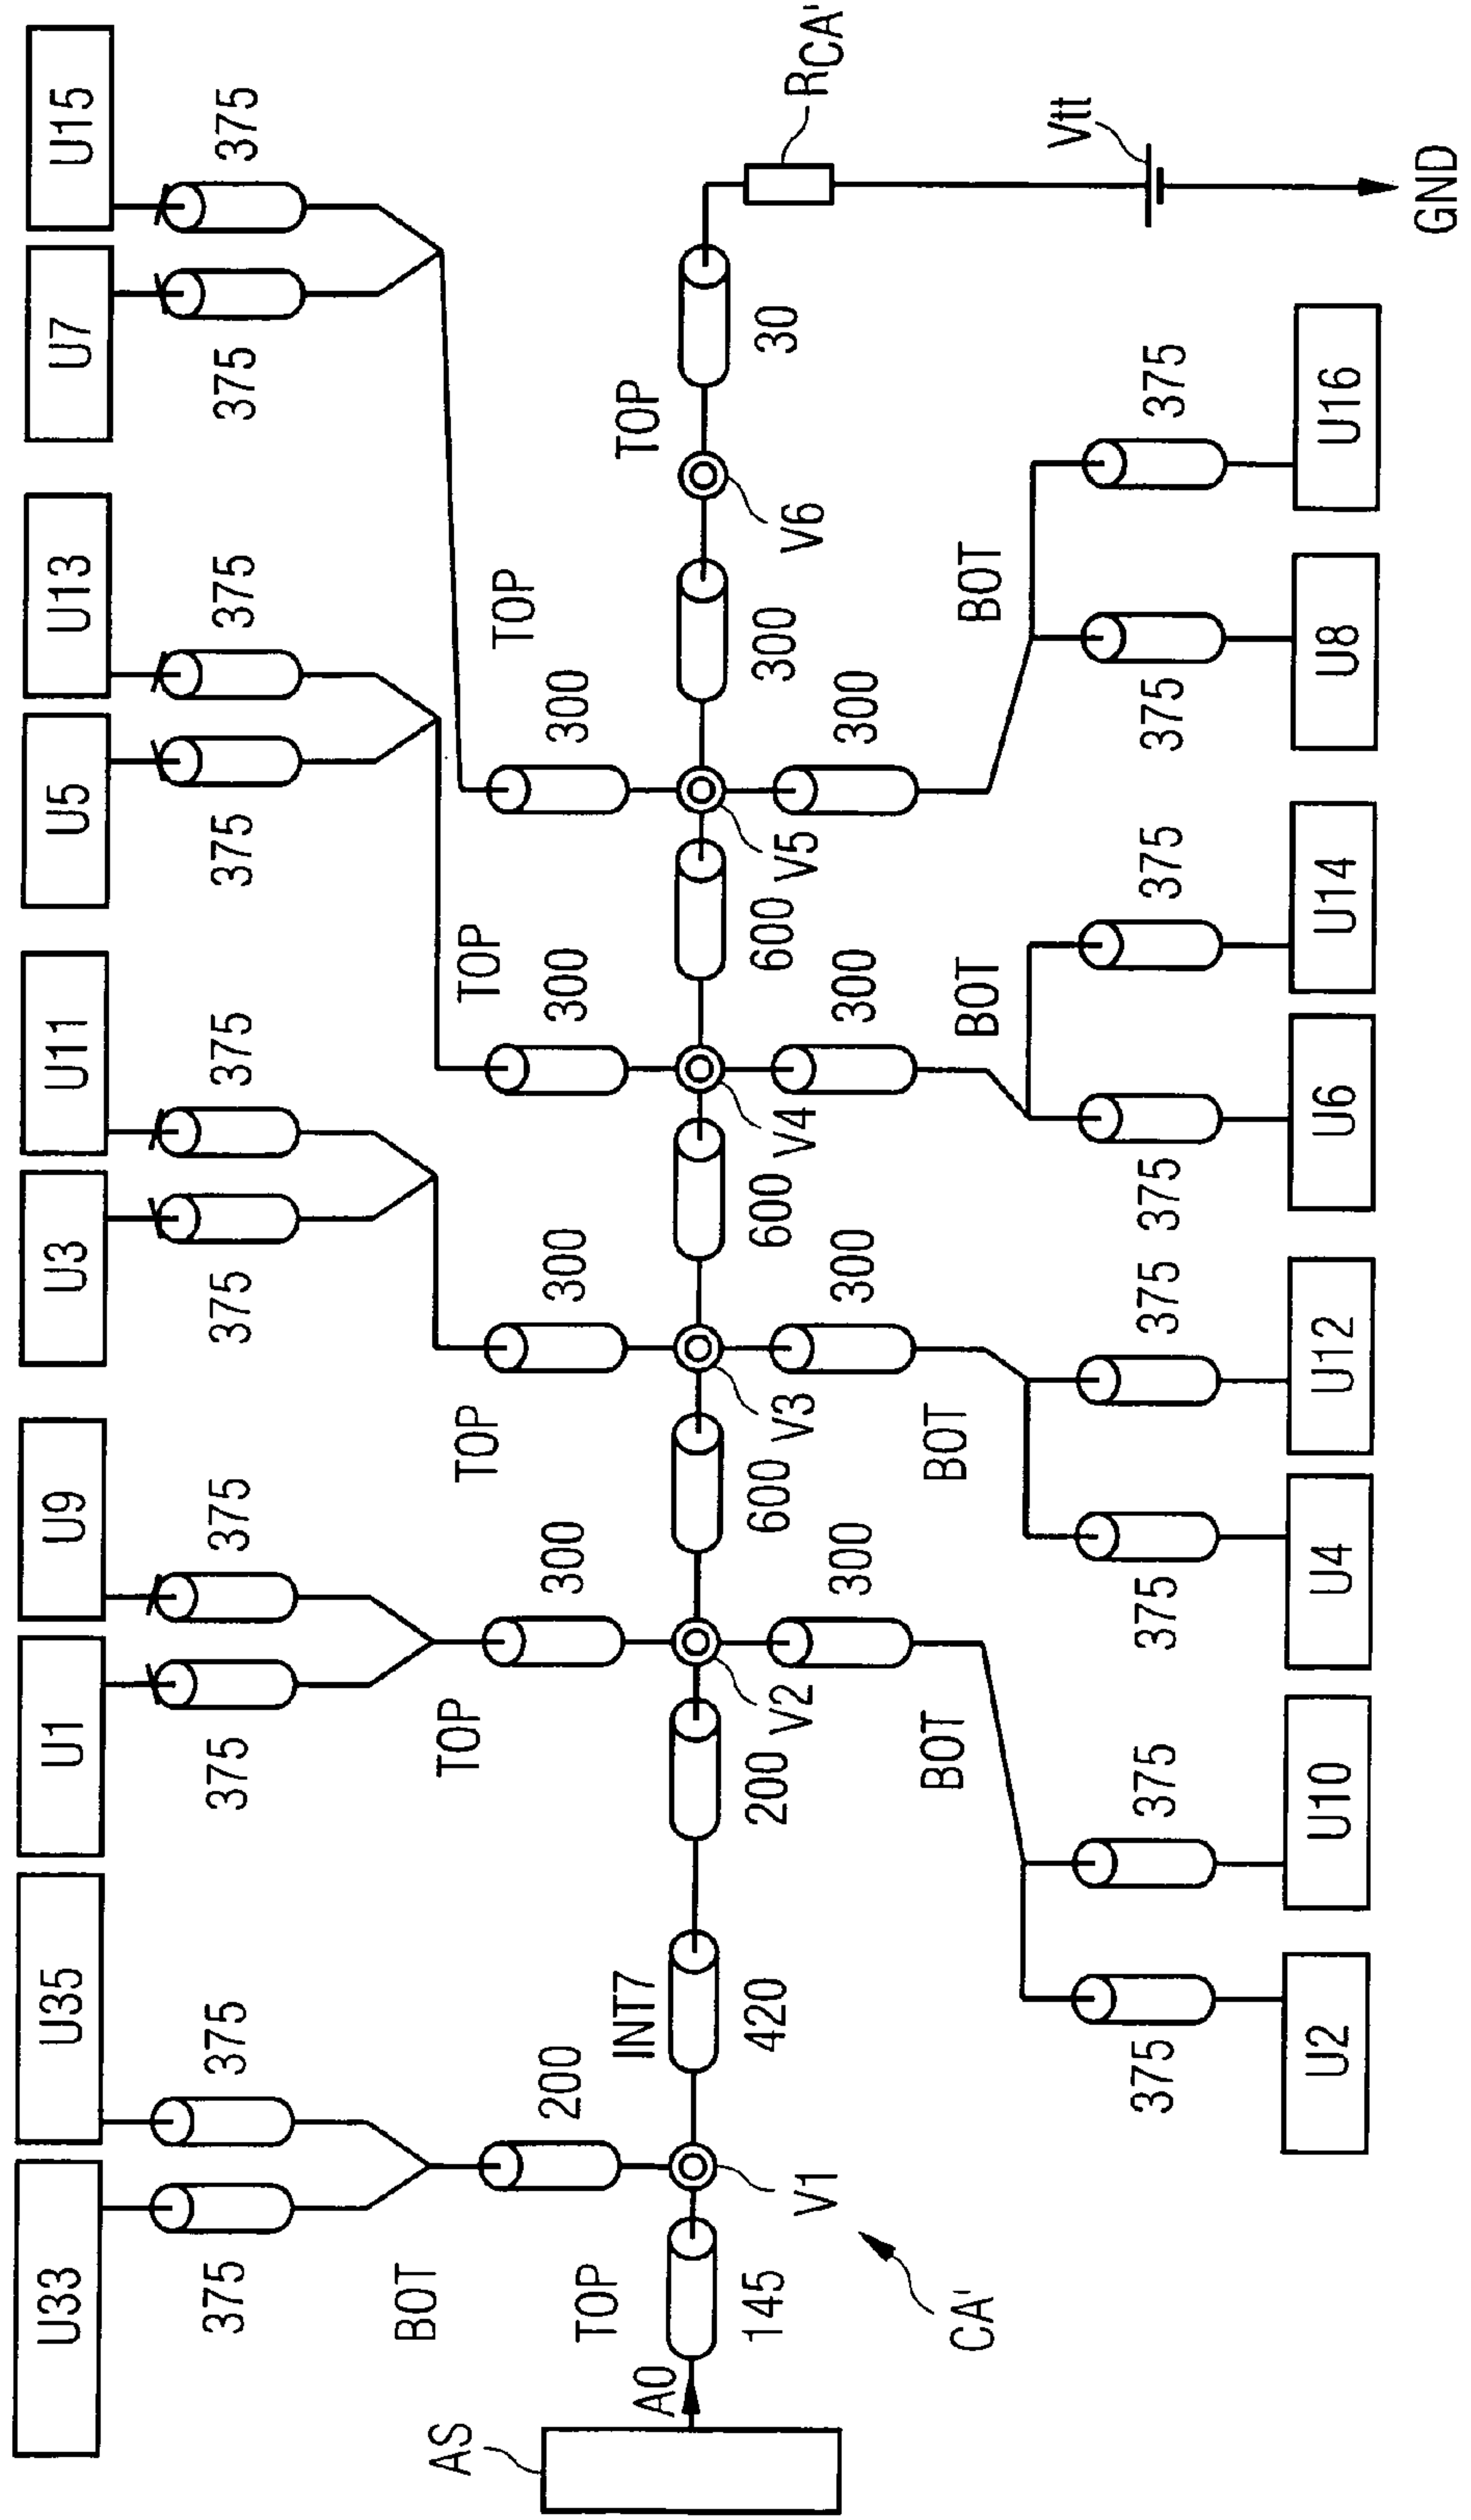 U33
U35
U1
U9
U3
U11
U5
U13
U7
U15
375
375
375
375
375
375
375
375
375
375
BOT
TOP
TOP
TOP
TOP
200
300
300
300
300
AS
A0
TOP
INT7
TOP
145
420
200
600
600
600
300
30
RCA'
V1
V2
V3
V4
V5
V6
Vtt
CA'
300
300
300
300
BOT
BOT
BOT
BOT
375
375
375
375
375
375
375
375
U2
U10
U4
U12
U6
U14
U8
U16
GND